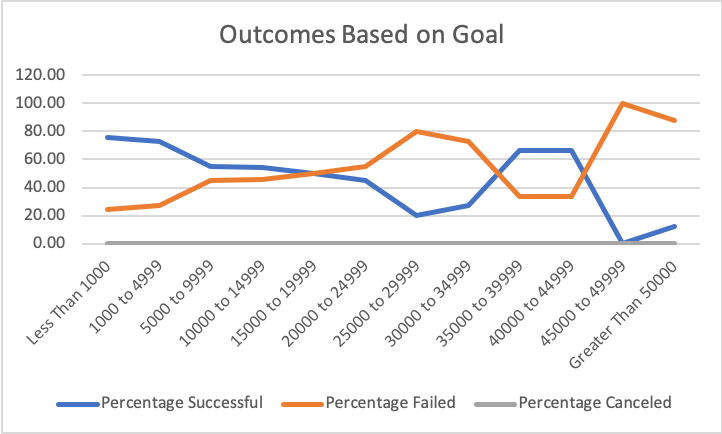 Outcomes Based on Goal
120.00
100.00
80.00
60.00
40.00
20.00
0.00
Less Than 1000
1000 to 4999
5000 to 9999
10000 to 14999
15000 to 19999
20000 to 24999
25000 to 29999
30000 to 34999
35000 to 39999
40000 to 44999
45000 to 49999
Greater Than 50000
Percentage Successful
Percentage Failed
Percentage Canceled